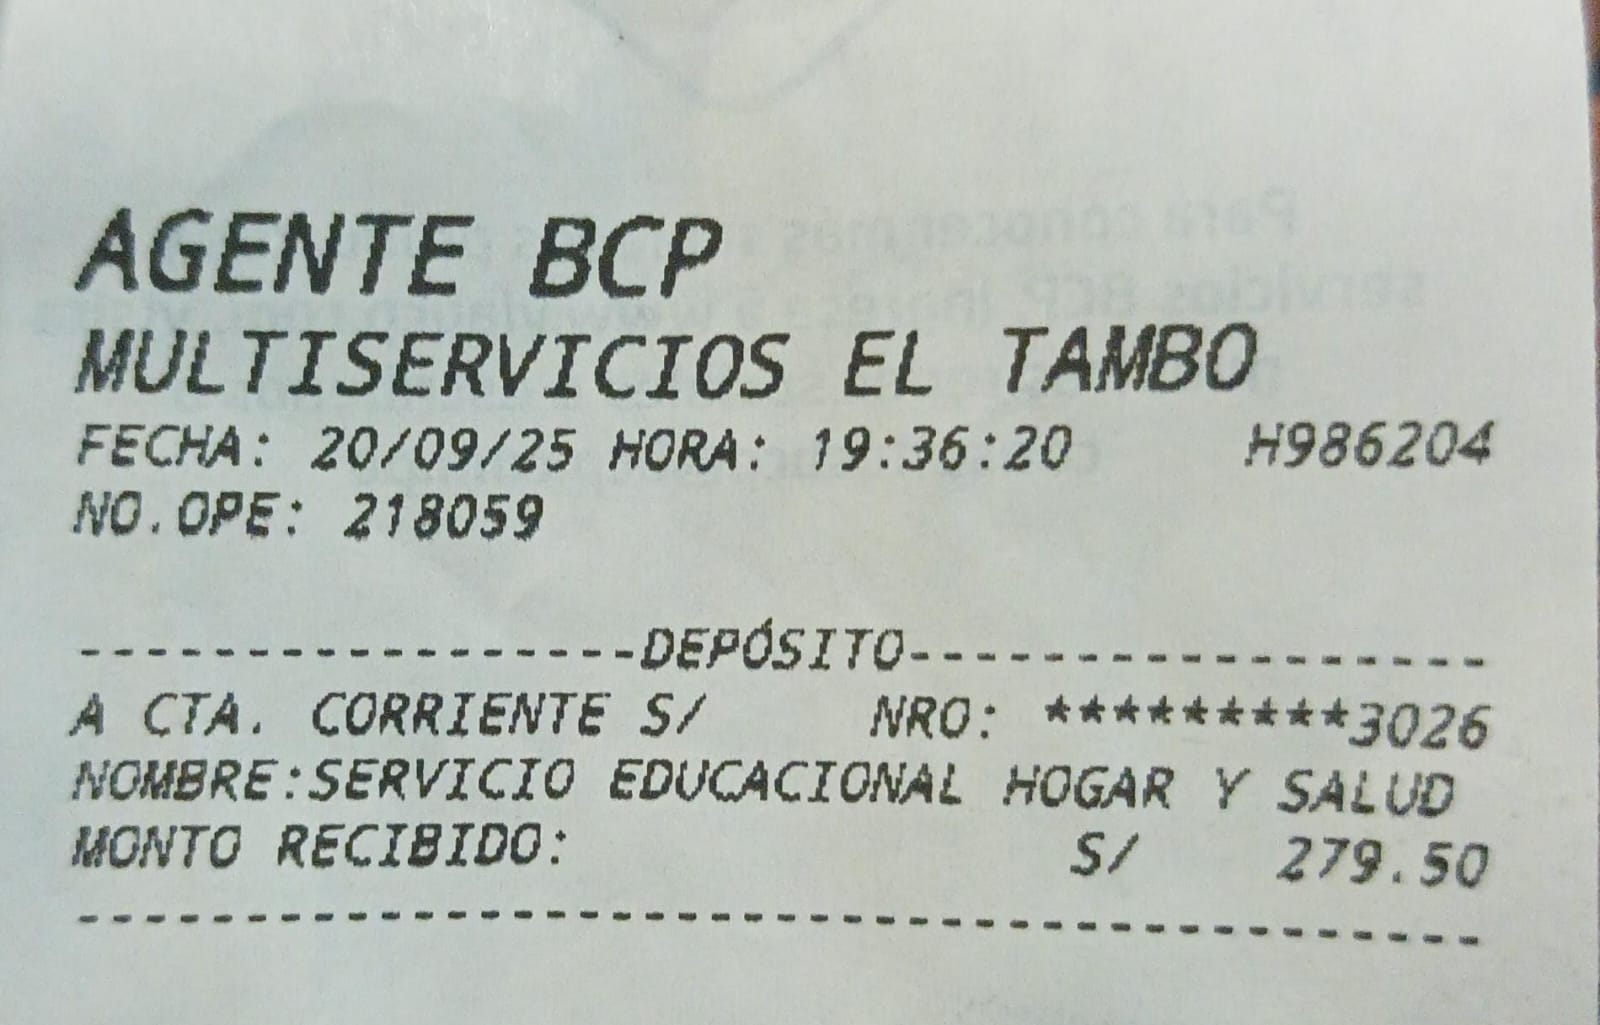 AGENTE BCP
MULTISERVICIOS EL TAMBO
FECHA: 20/09/25 HORA: 19:36:20 H986204
NO.OPE: 218059
-----------------DEPÓSITO-----------------
A CTA. CORRIENTE S/ NRO: *********3026
NOMBRE:SERVICIO EDUCACIONAL HOGAR Y SALUD
MONTO RECIBIDO: S/ 279.50
------------------------------------------